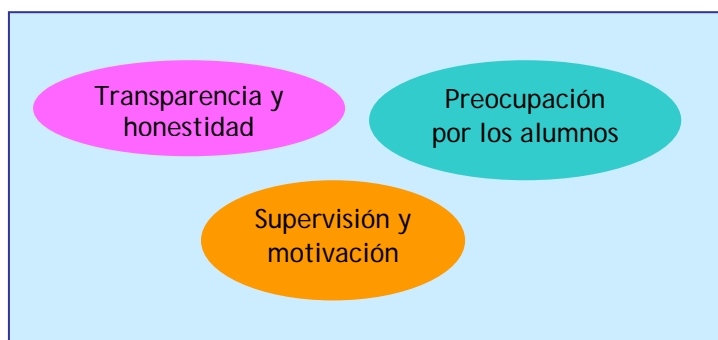 Transparencia y
honestidad
Preocupación
por los alumnos
Supervisión y
motivación